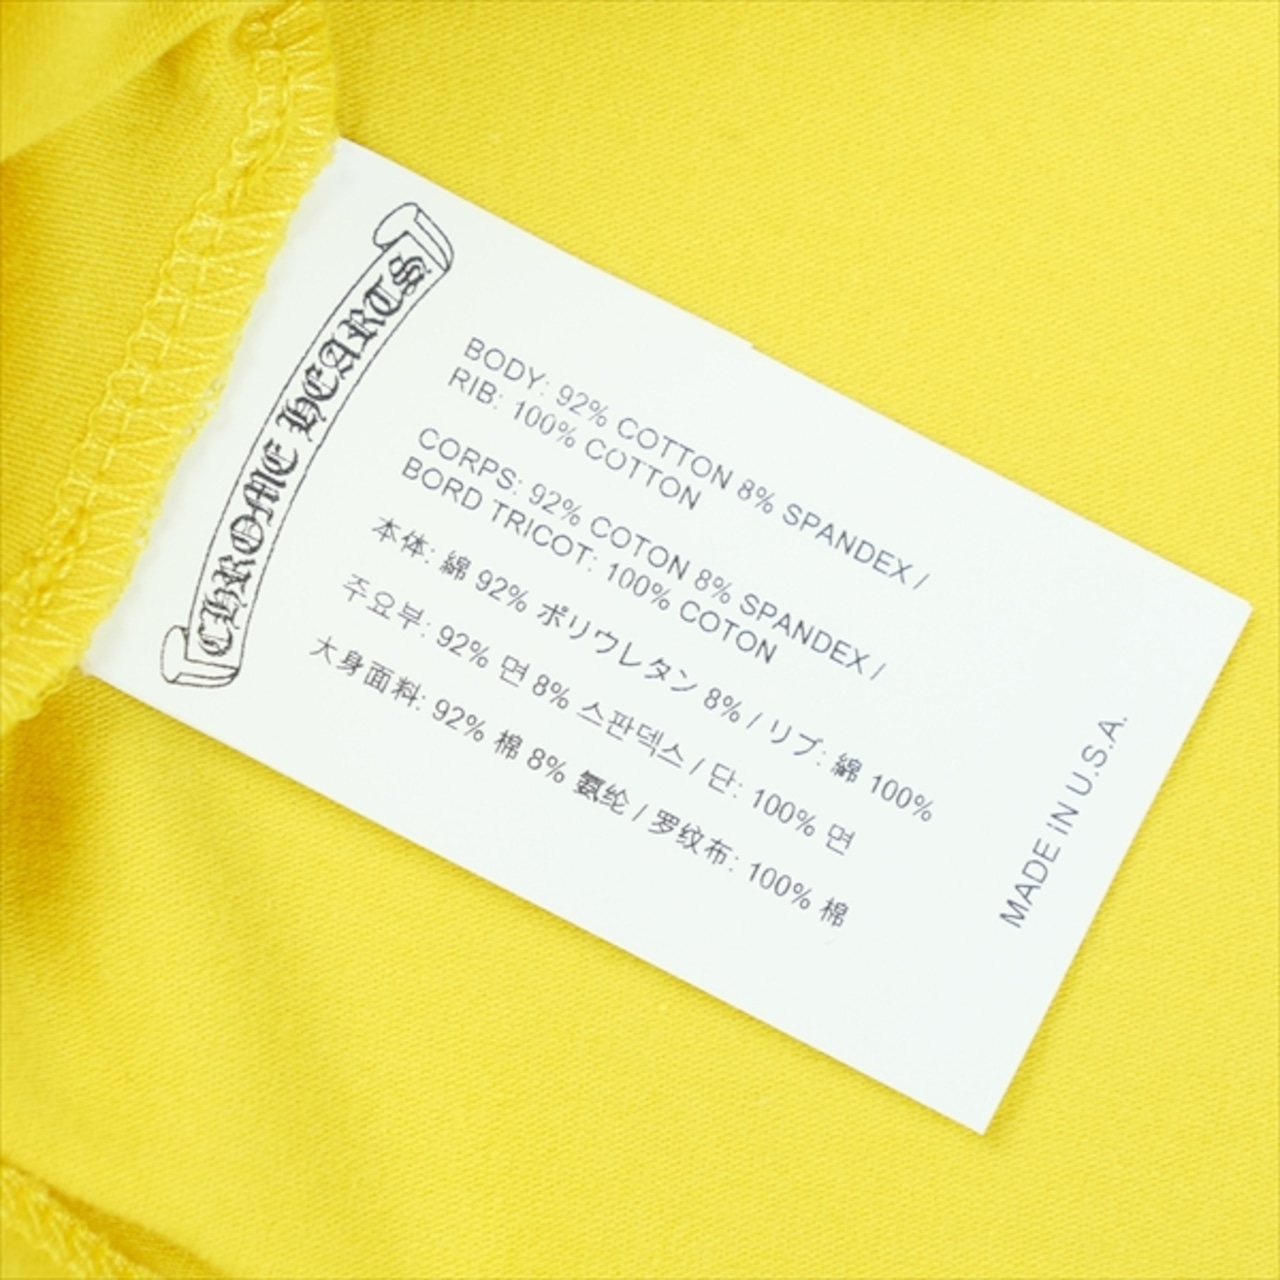 CHROME HEARTS
BODY: 92% COTTON 8% SPANDEX /
RIB: 100% COTTON
CORPS: 92% COTON 8% SPANDEX /
BORD TRICOT: 100% COTON
本体: 綿 92% ポリウレタン 8% / リブ: 綿 100%
주요부: 92% 면 8% 스판덱스 / 단: 100% 면
大身面料: 92% 棉 8% 氨纶 / 罗纹布: 100% 棉
MADE IN U.S.A.